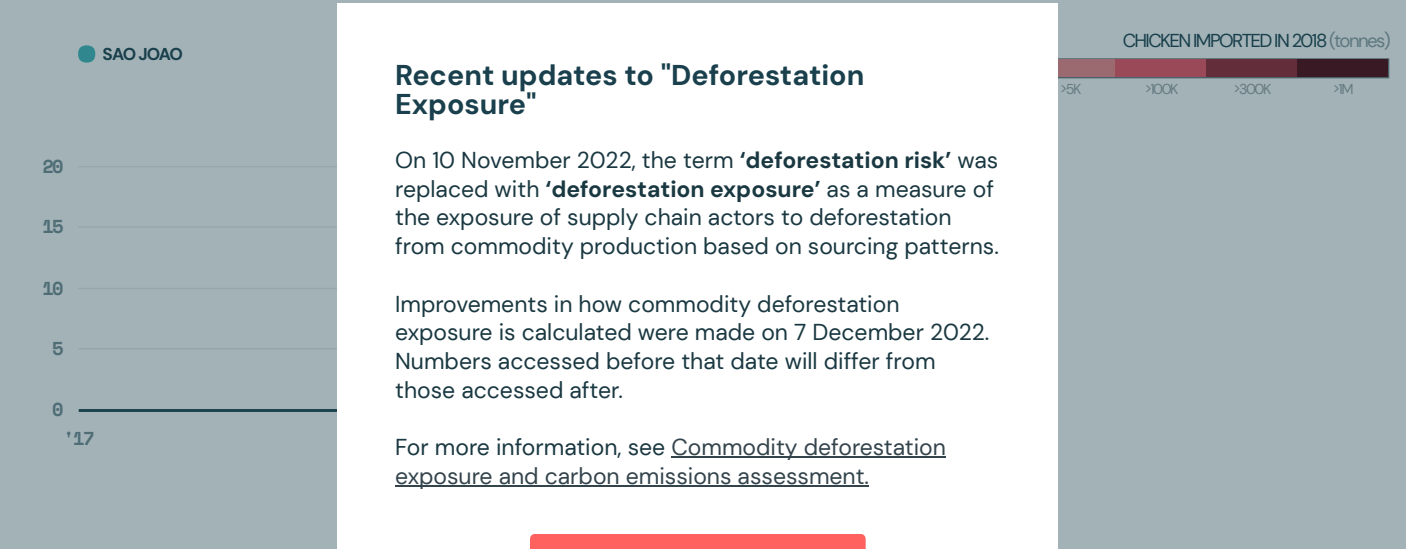 SAO JOAO
CHICKEN IMPORTED IN 2018 (tonnes)
>5K
>100K
>300K
>1M
20
15
10
5
0
'17
Recent updates to "Deforestation
Exposure"
On 10 November 2022, the term ‘deforestation risk’ was
replaced with ‘deforestation exposure’ as a measure of
the exposure of supply chain actors to deforestation
from commodity production based on sourcing patterns.
Improvements in how commodity deforestation
exposure is calculated were made on 7 December 2022.
Numbers accessed before that date will differ from
those accessed after.
For more information, see Commodity deforestation
exposure and carbon emissions assessment.